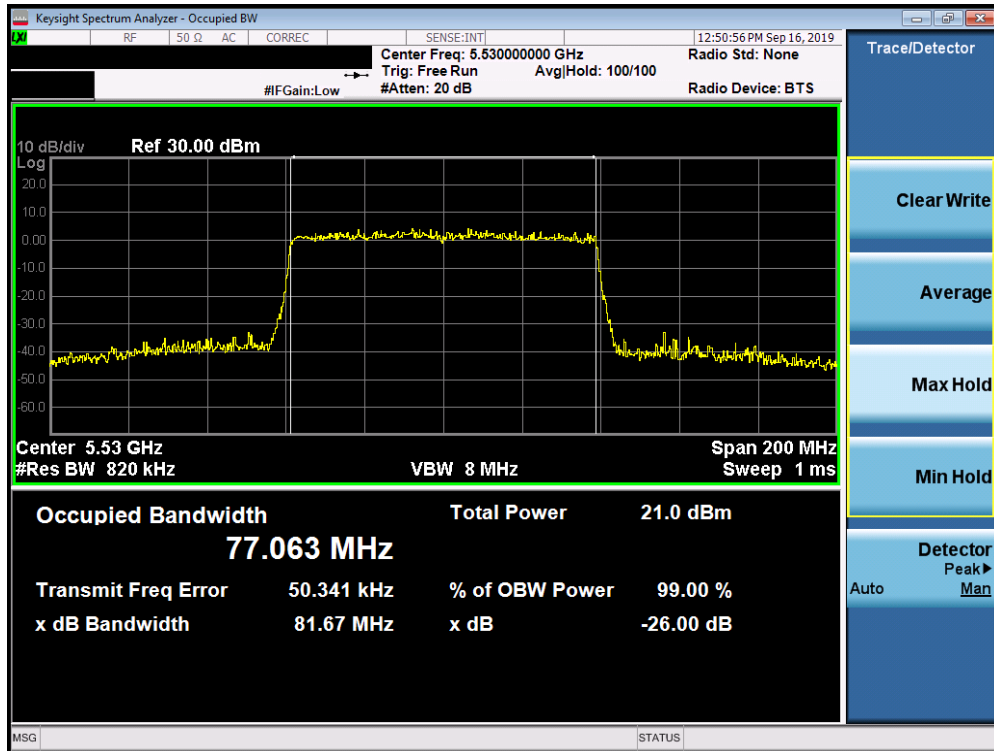 Keysight Spectrum Analyzer - Occupied BW
LXI RF 50 Ω AC CORREC SENSE:INT 12:50:56 PM Sep 16, 2019
Center Freq: 5.530000000 GHz Radio Std: None
Trig: Free Run Avg|Hold: 100/100
#IFGain:Low #Atten: 20 dB Radio Device: BTS
10 dB/div Ref 30.00 dBm
Log
20.0
10.0
0.00
-10.0
-20.0
-30.0
-40.0
-50.0
-60.0
Center 5.53 GHz Span 200 MHz
#Res BW 820 kHz VBW 8 MHz Sweep 1 ms
Occupied Bandwidth Total Power 21.0 dBm
77.063 MHz
Transmit Freq Error 50.341 kHz % of OBW Power 99.00 %
x dB Bandwidth 81.67 MHz x dB -26.00 dB
MSG STATUS
Trace/Detector
Clear Write
Average
Max Hold
Min Hold
Detector
Peak▶
Auto Man